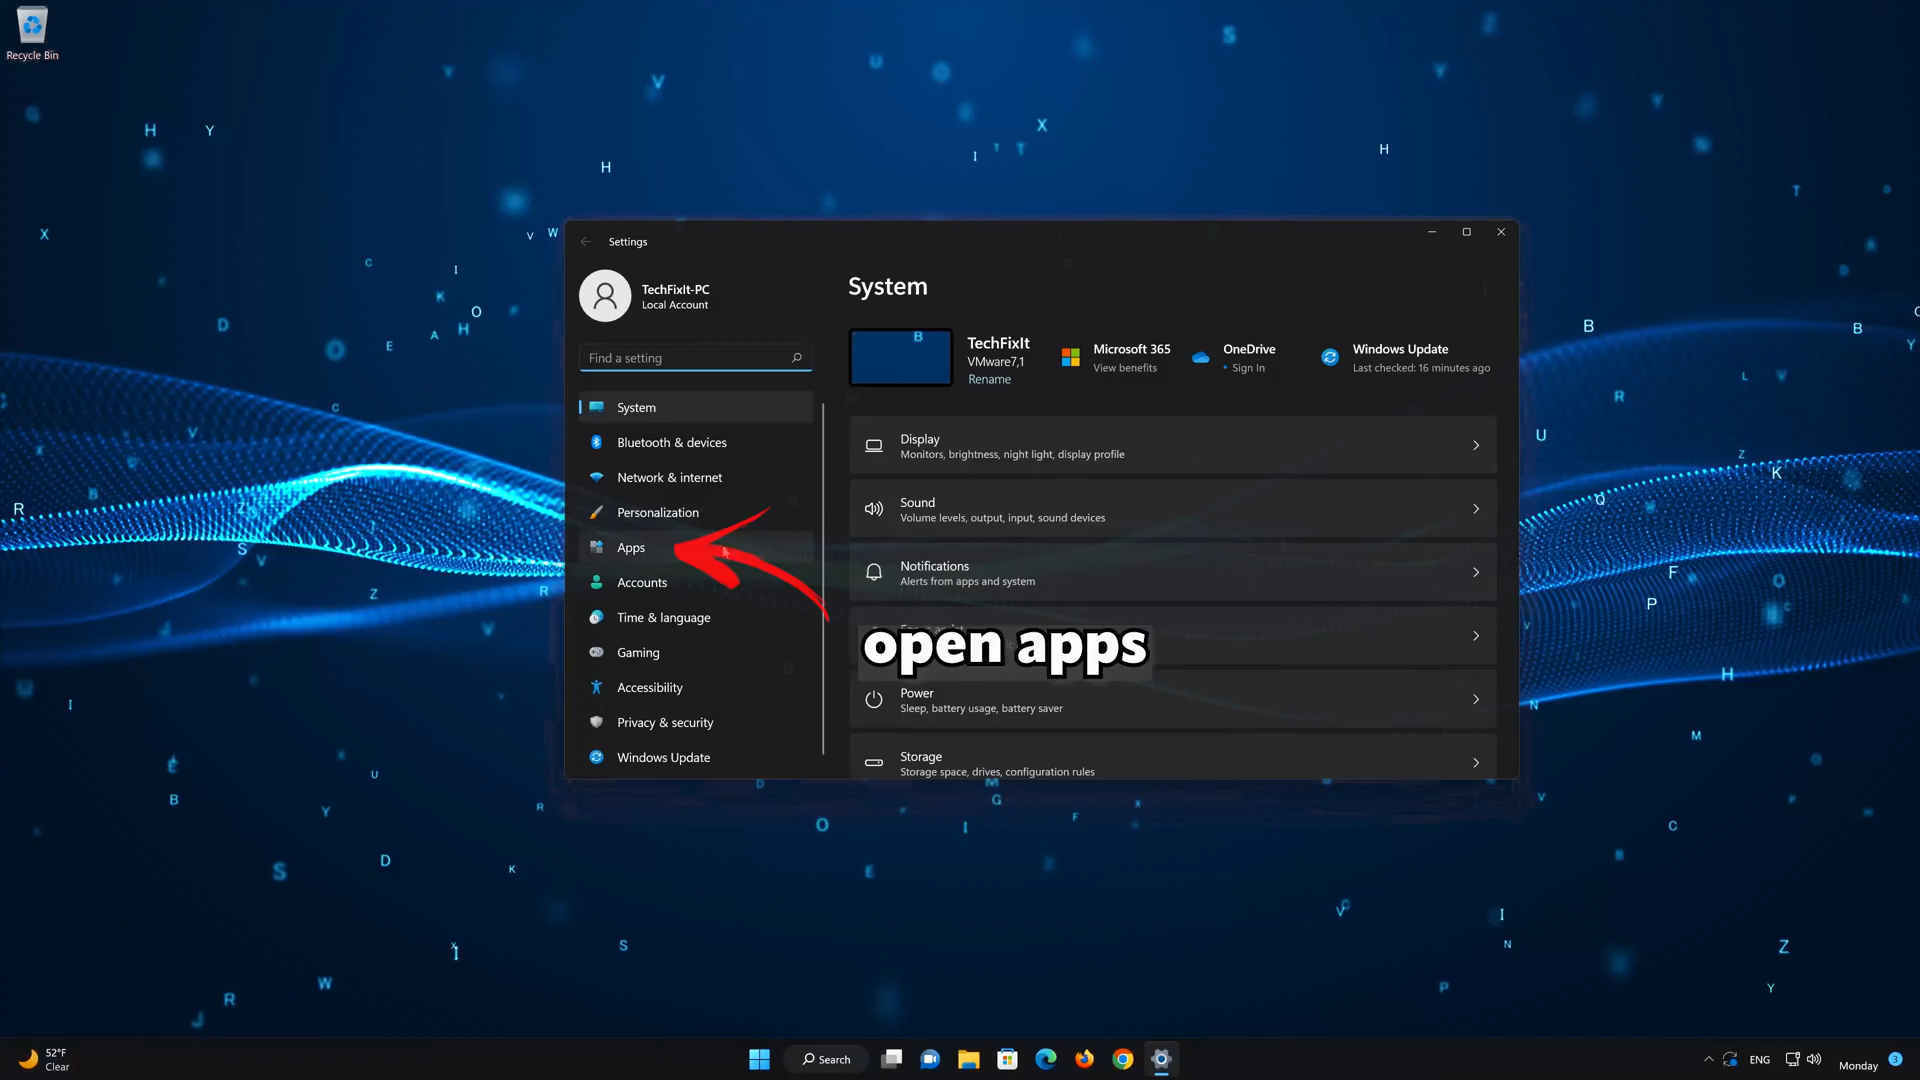 Recycle Bin
Settings
TechFixIt-PC
Local Account
Find a setting
System
Bluetooth & devices
Network & internet
Personalization
Apps
Accounts
Time & language
Gaming
Accessibility
Privacy & security
Windows Update
System
TechFixIt
VMware7,1
Rename
Microsoft 365
View benefits
OneDrive
• Sign In
Windows Update
Last checked: 16 minutes ago
Display
Monitors, brightness, night light, display profile
Sound
Volume levels, output, input, sound devices
Notifications
Alerts from apps and system
open apps
Power
Sleep, battery usage, battery saver
Storage
Storage space, drives, configuration rules
52°F
Clear
Search
ENG
Monday
3